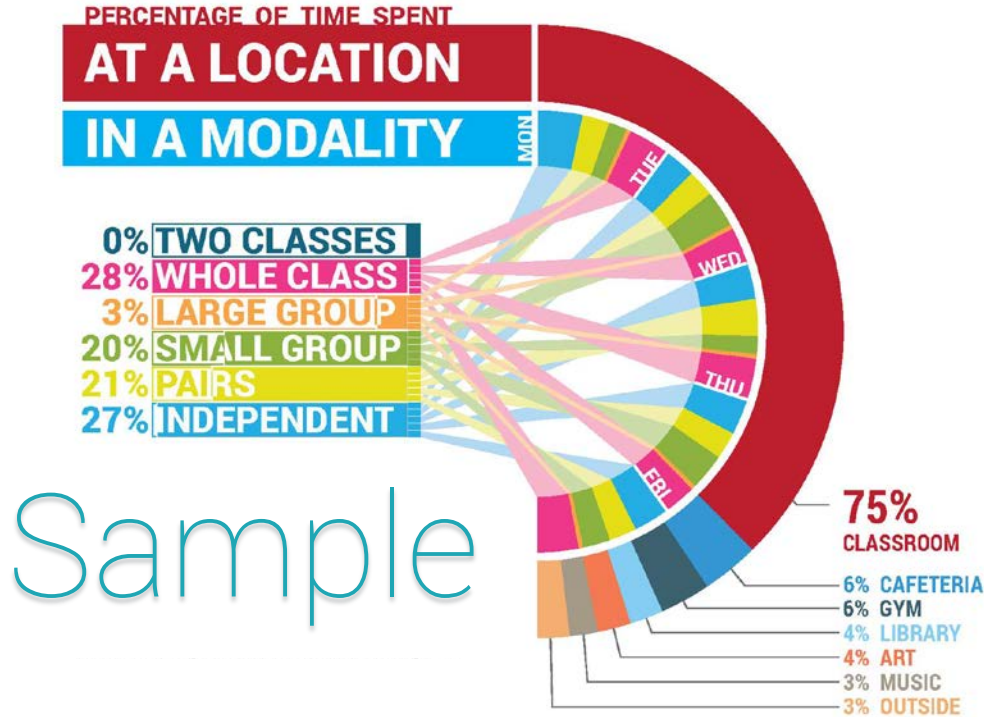 PERCENTAGE OF TIME SPENT
AT A LOCATION
IN A MODALITY
MON
TUE
WED
THU
FRI
0% TWO CLASSES
28% WHOLE CLASS
3% LARGE GROUP
20% SMALL GROUP
21% PAIRS
27% INDEPENDENT
Sample
75%
CLASSROOM
6% CAFETERIA
6% GYM
4% LIBRARY
4% ART
3% MUSIC
3% OUTSIDE